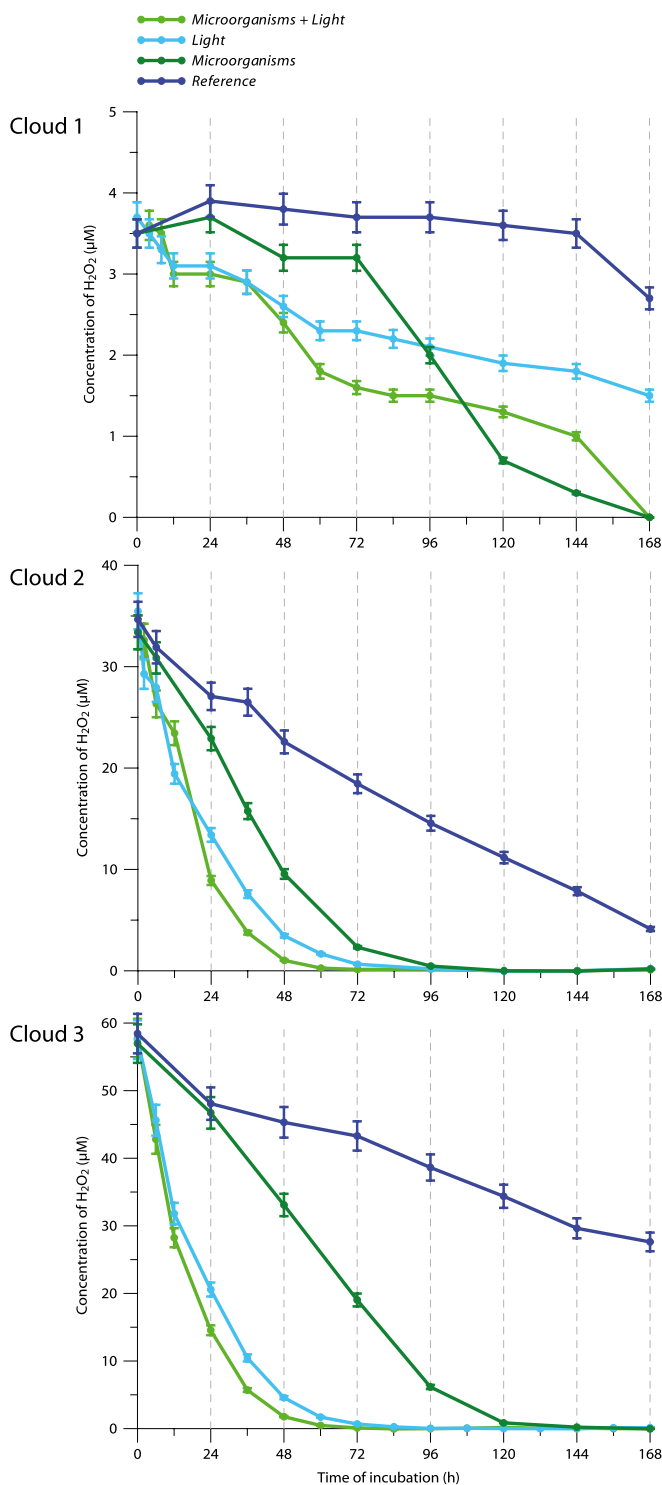 Microorganisms + Light
Light
Microorganisms
Reference
Cloud 1
Concentration of H₂O₂ (µM)
5
4
3
2
1
0
0 24 48 72 96 120 144 168
Cloud 2
Concentration of H₂O₂ (µM)
40
30
20
10
0
0 24 48 72 96 120 144 168
Cloud 3
Concentration of H₂O₂ (µM)
60
50
40
30
20
10
0
0 24 48 72 96 120 144 168
Time of incubation (h)